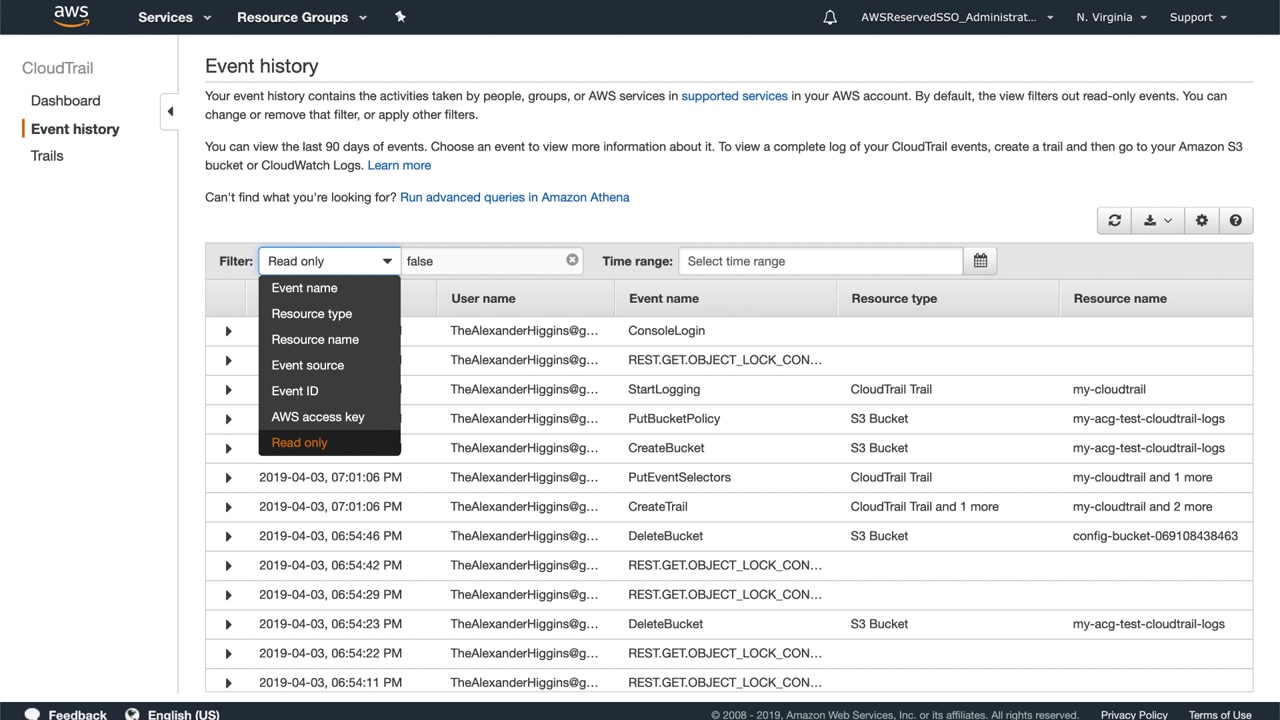 aws Services Resource Groups AWSReservedSSO_Administrat... N. Virginia Support
CloudTrail
Dashboard
Event history
Trails
Event history
Your event history contains the activities taken by people, groups, or AWS services in supported services in your AWS account. By default, the view filters out read-only events. You can
change or remove that filter, or apply other filters.
You can view the last 90 days of events. Choose an event to view more information about it. To view a complete log of your CloudTrail events, create a trail and then go to your Amazon S3
bucket or CloudWatch Logs. Learn more
Can't find what you're looking for? Run advanced queries in Amazon Athena
Filter: Read only false Time range: Select time range
Event name
Resource type
Resource name
Event source
Event ID
AWS access key
Read only
User name Event name Resource type Resource name
TheAlexanderHiggins@g... ConsoleLogin
TheAlexanderHiggins@g... REST.GET.OBJECT_LOCK_CON...
TheAlexanderHiggins@g... StartLogging CloudTrail Trail my-cloudtrail
TheAlexanderHiggins@g... PutBucketPolicy S3 Bucket my-acg-test-cloudtrail-logs
TheAlexanderHiggins@g... CreateBucket S3 Bucket my-acg-test-cloudtrail-logs
2019-04-03, 07:01:06 PM TheAlexanderHiggins@g... PutEventSelectors CloudTrail Trail my-cloudtrail and 1 more
2019-04-03, 07:01:06 PM TheAlexanderHiggins@g... CreateTrail CloudTrail Trail and 1 more my-cloudtrail and 2 more
2019-04-03, 06:54:46 PM TheAlexanderHiggins@g... DeleteBucket S3 Bucket config-bucket-069108438463
2019-04-03, 06:54:42 PM TheAlexanderHiggins@g... REST.GET.OBJECT_LOCK_CON...
2019-04-03, 06:54:29 PM TheAlexanderHiggins@g... REST.GET.OBJECT_LOCK_CON...
2019-04-03, 06:54:23 PM TheAlexanderHiggins@g... DeleteBucket S3 Bucket my-acg-test-cloudtrail-logs
2019-04-03, 06:54:22 PM TheAlexanderHiggins@g... REST.GET.OBJECT_LOCK_CON...
2019-04-03, 06:54:11 PM TheAlexanderHiggins@g... REST.GET.OBJECT_LOCK_CON...
Feedback English (US) © 2008 - 2019, Amazon Web Services, Inc. or its affiliates. All rights reserved. Privacy Policy Terms of Use